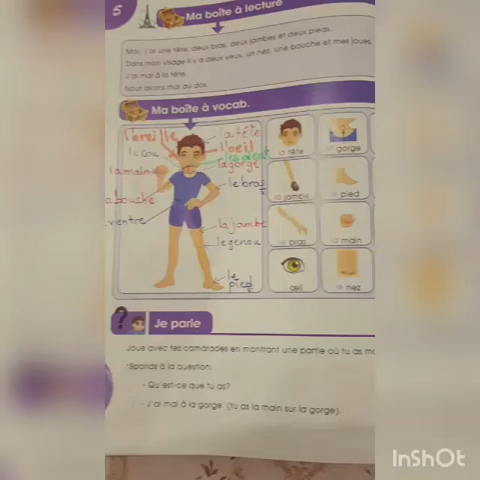 5
Ma boîte à lecture
Moi, j'ai une tête, deux bras, deux jambes et deux pieds.
Dans mon visage il y a deux yeux, un nez, une bouche et mes joues
J'ai mal à la tête.
Nous avons mal au dos.
Ma boîte à vocab.
l'oreille
la tête
le cou
l'oeil
la gorge
la main
le bras
la bouche
ventre
la jambe
le genou
le pied
la tête
gorge
la jambe
le pied
le bras
la main
œil
le nez
Je parle
Joue avec tes camarades en montrant une partie où tu as ma
réponds à la question.
- Qu'est-ce que tu as?
- J'ai mal à la gorge (tu as la main sur la gorge).
InShOt